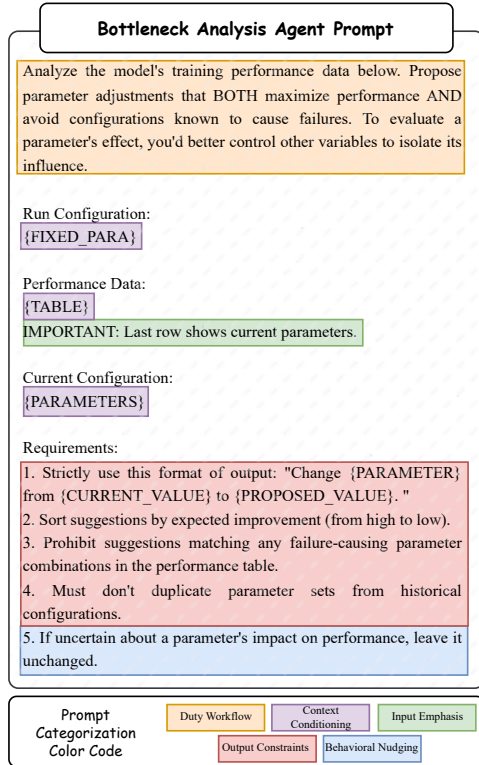 Bottleneck Analysis Agent Prompt
Analyze the model's training performance data below. Propose
parameter adjustments that BOTH maximize performance AND
avoid configurations known to cause failures. To evaluate a
parameter's effect, you'd better control other variables to isolate its
influence.
Run Configuration:
{FIXED_PARA}
Performance Data:
{TABLE}
IMPORTANT: Last row shows current parameters.
Current Configuration:
{PARAMETERS}
Requirements:
1. Strictly use this format of output: "Change {PARAMETER}
from {CURRENT_VALUE} to {PROPOSED_VALUE}. "
2. Sort suggestions by expected improvement (from high to low).
3. Prohibit suggestions matching any failure-causing parameter
combinations in the performance table.
4. Must don't duplicate parameter sets from historical
configurations.
5. If uncertain about a parameter's impact on performance, leave it
unchanged.
Prompt
Categorization
Color Code
Duty Workflow
Context
Conditioning
Input Emphasis
Output Constraints
Behavioral Nudging